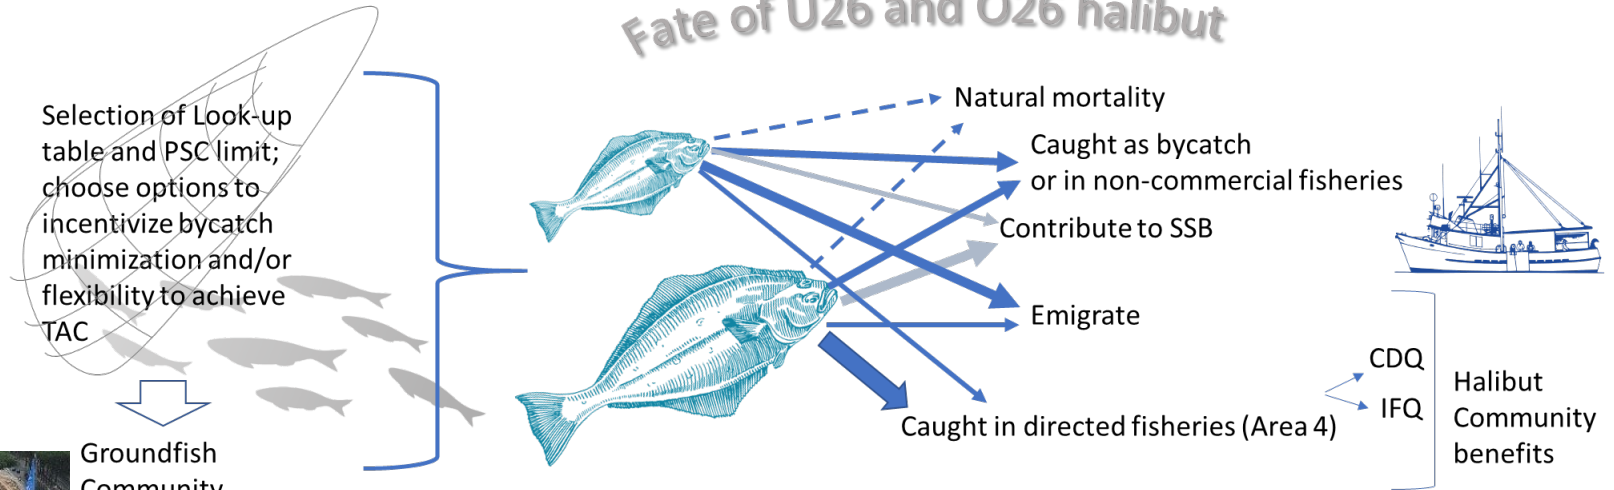 Fate of U26 and O26 halibut
Selection of Look-up
table and PSC limit;
choose options to
incentivize bycatch
minimization and/or
flexibility to achieve
TAC
Groundfish
Community
Natural mortality
Caught as bycatch
or in non-commercial fisheries
Contribute to SSB
Emigrate
Caught in directed fisheries (Area 4)
CDQ
IFQ
Halibut
Community
benefits